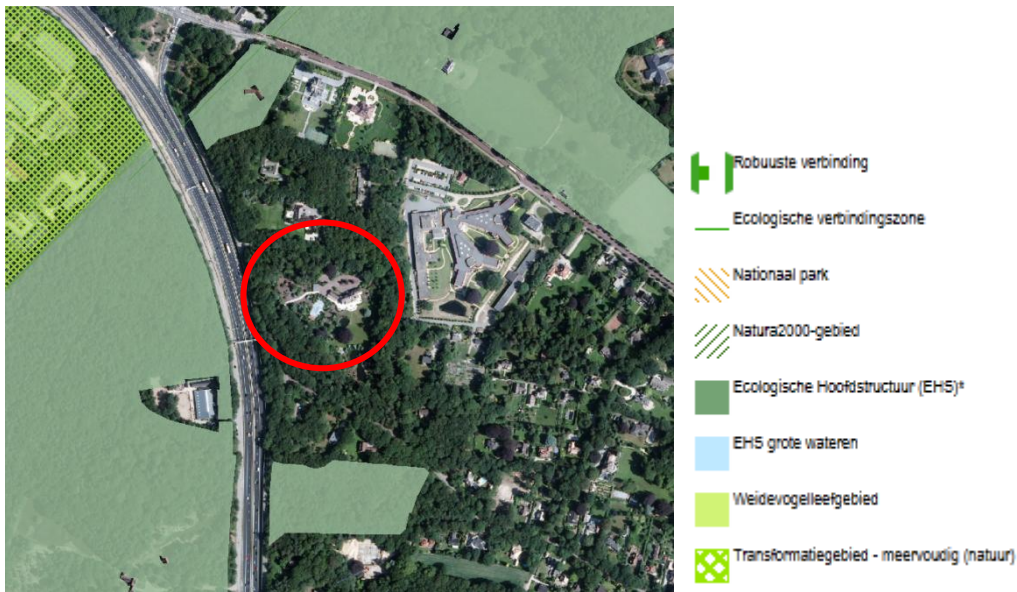 Robuuste verbinding
Ecologische verbindingszone
Nationaal park
Natura2000-gebied
Ecologische Hoofdstructuur (EHS)*
EHS grote wateren
Weidevogelleefgebied
Transformatiegebied - meervoudig (natuur)